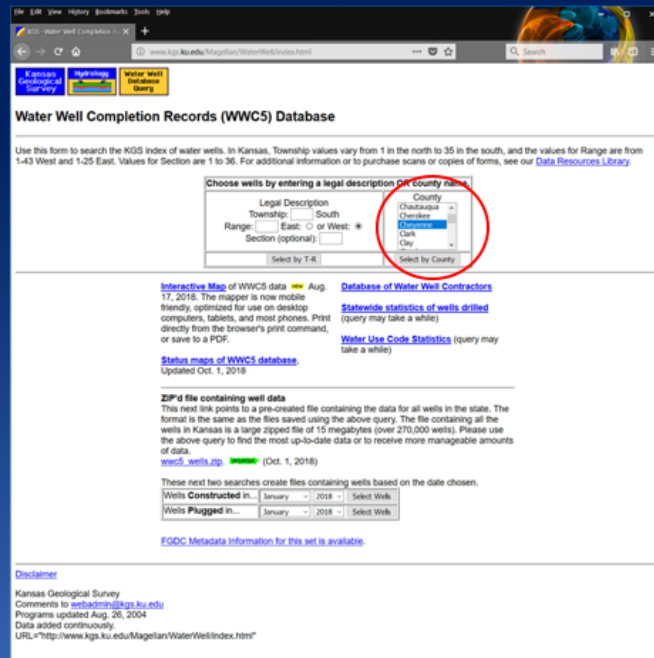 File Edit View History Bookmarks Tools Help
KGS--Water Well Completion R
www.kgs.ku.edu/Magellan/WaterWell/index.html
Search
Kansas Geological Survey
Hydrology
Water Well Database Query
Water Well Completion Records (WWC5) Database
Use this form to search the KGS index of water wells. In Kansas, Township values vary from 1 in the north to 35 in the south, and the values for Range are from
1-43 West and 1-25 East. Values for Section are 1 to 36. For additional information or to purchase scans or copies of forms, see our Data Resources Library.
Choose wells by entering a legal description OR county name.
Legal Description
Township: South
Range: East: or West:
Section (optional):
Select by T-R
County
Chautauqua
Cherokee
Cheyenne
Clark
Clay
Select by County
Interactive Map of WWC5 data NEW Aug.
17, 2018. The mapper is now mobile
friendly, optimized for use on desktop
computers, tablets, and most phones. Print
directly from the browser's print command,
or save to a PDF.
Status maps of WWC5 database,
Updated Oct. 1, 2018
Database of Water Well Contractors
Statewide statistics of wells drilled
(query may take a while)
Water Use Code Statistics (query may
take a while)
ZIP'd file containing well data
This next link points to a pre-created file containing the data for all wells in the state. The
format is the same as the files saved using the above query. The file containing all the
wells in Kansas is a large zipped file of 15 megabytes (over 270,000 wells). Please use
the above query to find the most up-to-date data or to receive more manageable amounts
of data.
wwc5_wells.zip. (Oct. 1, 2018)
These next two searches create files containing wells based on the date chosen.
Wells Constructed in... January 2018 Select Wells
Wells Plugged in... January 2018 Select Wells
FGDC Metadata Information for this set is available.
Disclaimer
Kansas Geological Survey
Comments to webadmin@kgs.ku.edu
Programs updated Aug. 26, 2004
Data added continuously.
URL="http://www.kgs.ku.edu/Magellan/WaterWell/index.html"